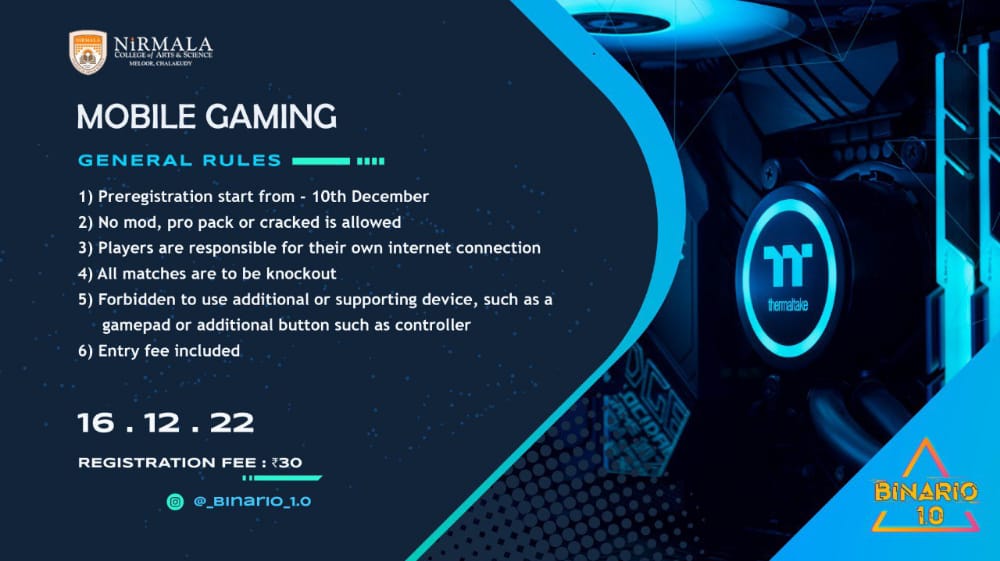 NiRMALA
COLLEGE of ARTS & SCIENCE
MELOOR, CHALAKUDY
MOBILE GAMING
GENERAL RULES
1) Preregistration start from - 10th December
2) No mod, pro pack or cracked is allowed
3) Players are responsible for their own internet connection
4) All matches are to be knockout
5) Forbidden to use additional or supporting device, such as a
gamepad or additional button such as controller
6) Entry fee included
16 . 12 . 22
REGISTRATION FEE : ₹30
@_BINARIO_1.0
thermaltake
BINARIO
1.0